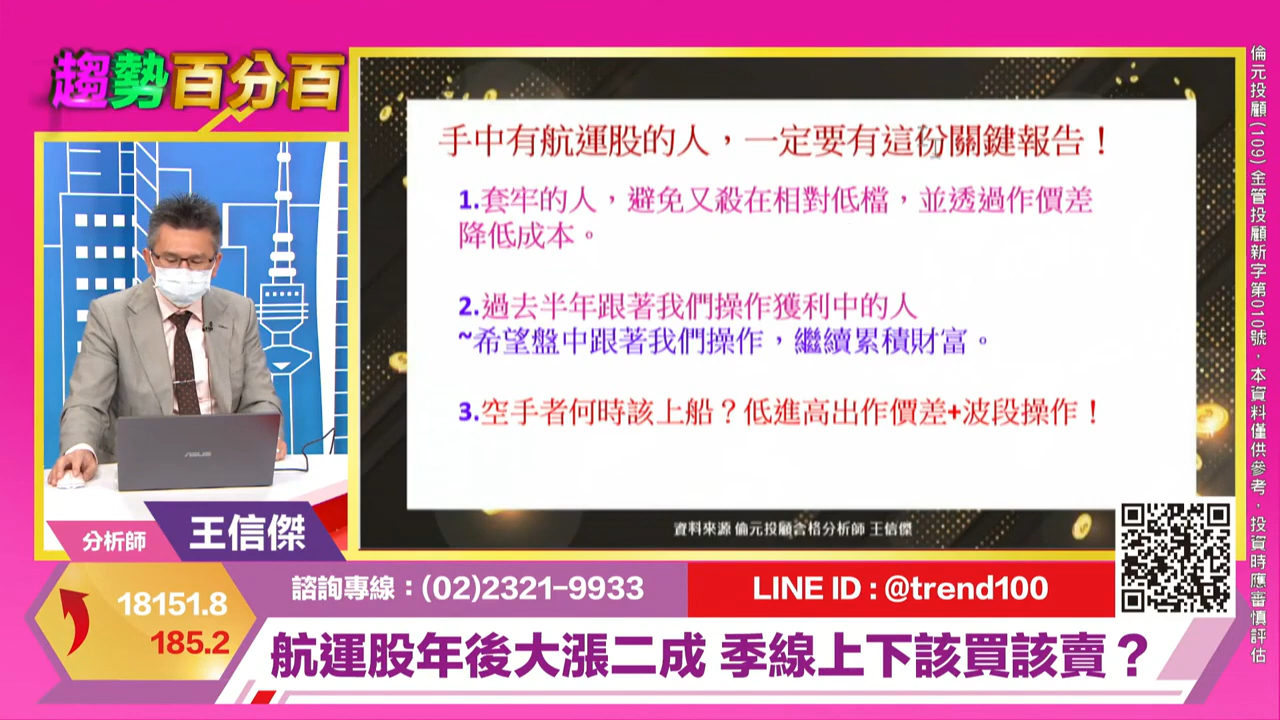 趨勢百分百
手中有航運股的人，一定要有這份關鍵報告！
1.套牢的人，避免又殺在相對低檔，並透過作價差
降低成本。
2.過去半年跟著我們操作獲利中的人
~希望盤中跟著我們操作，繼續累積財富。
3.空手者何時該上船？低進高出作價差+波段操作！
資料來源 倫元投顧合格分析師 王信傑
ASUS
分析師
王信傑
諮詢專線：(02)2321-9933
LINE ID : @trend100
18151.8
185.2
航運股年後大漲二成 季線上下該買該賣？
倫元投顧(109)金管投顧新字第010號．本資料僅供參考．投資時應審慎評估